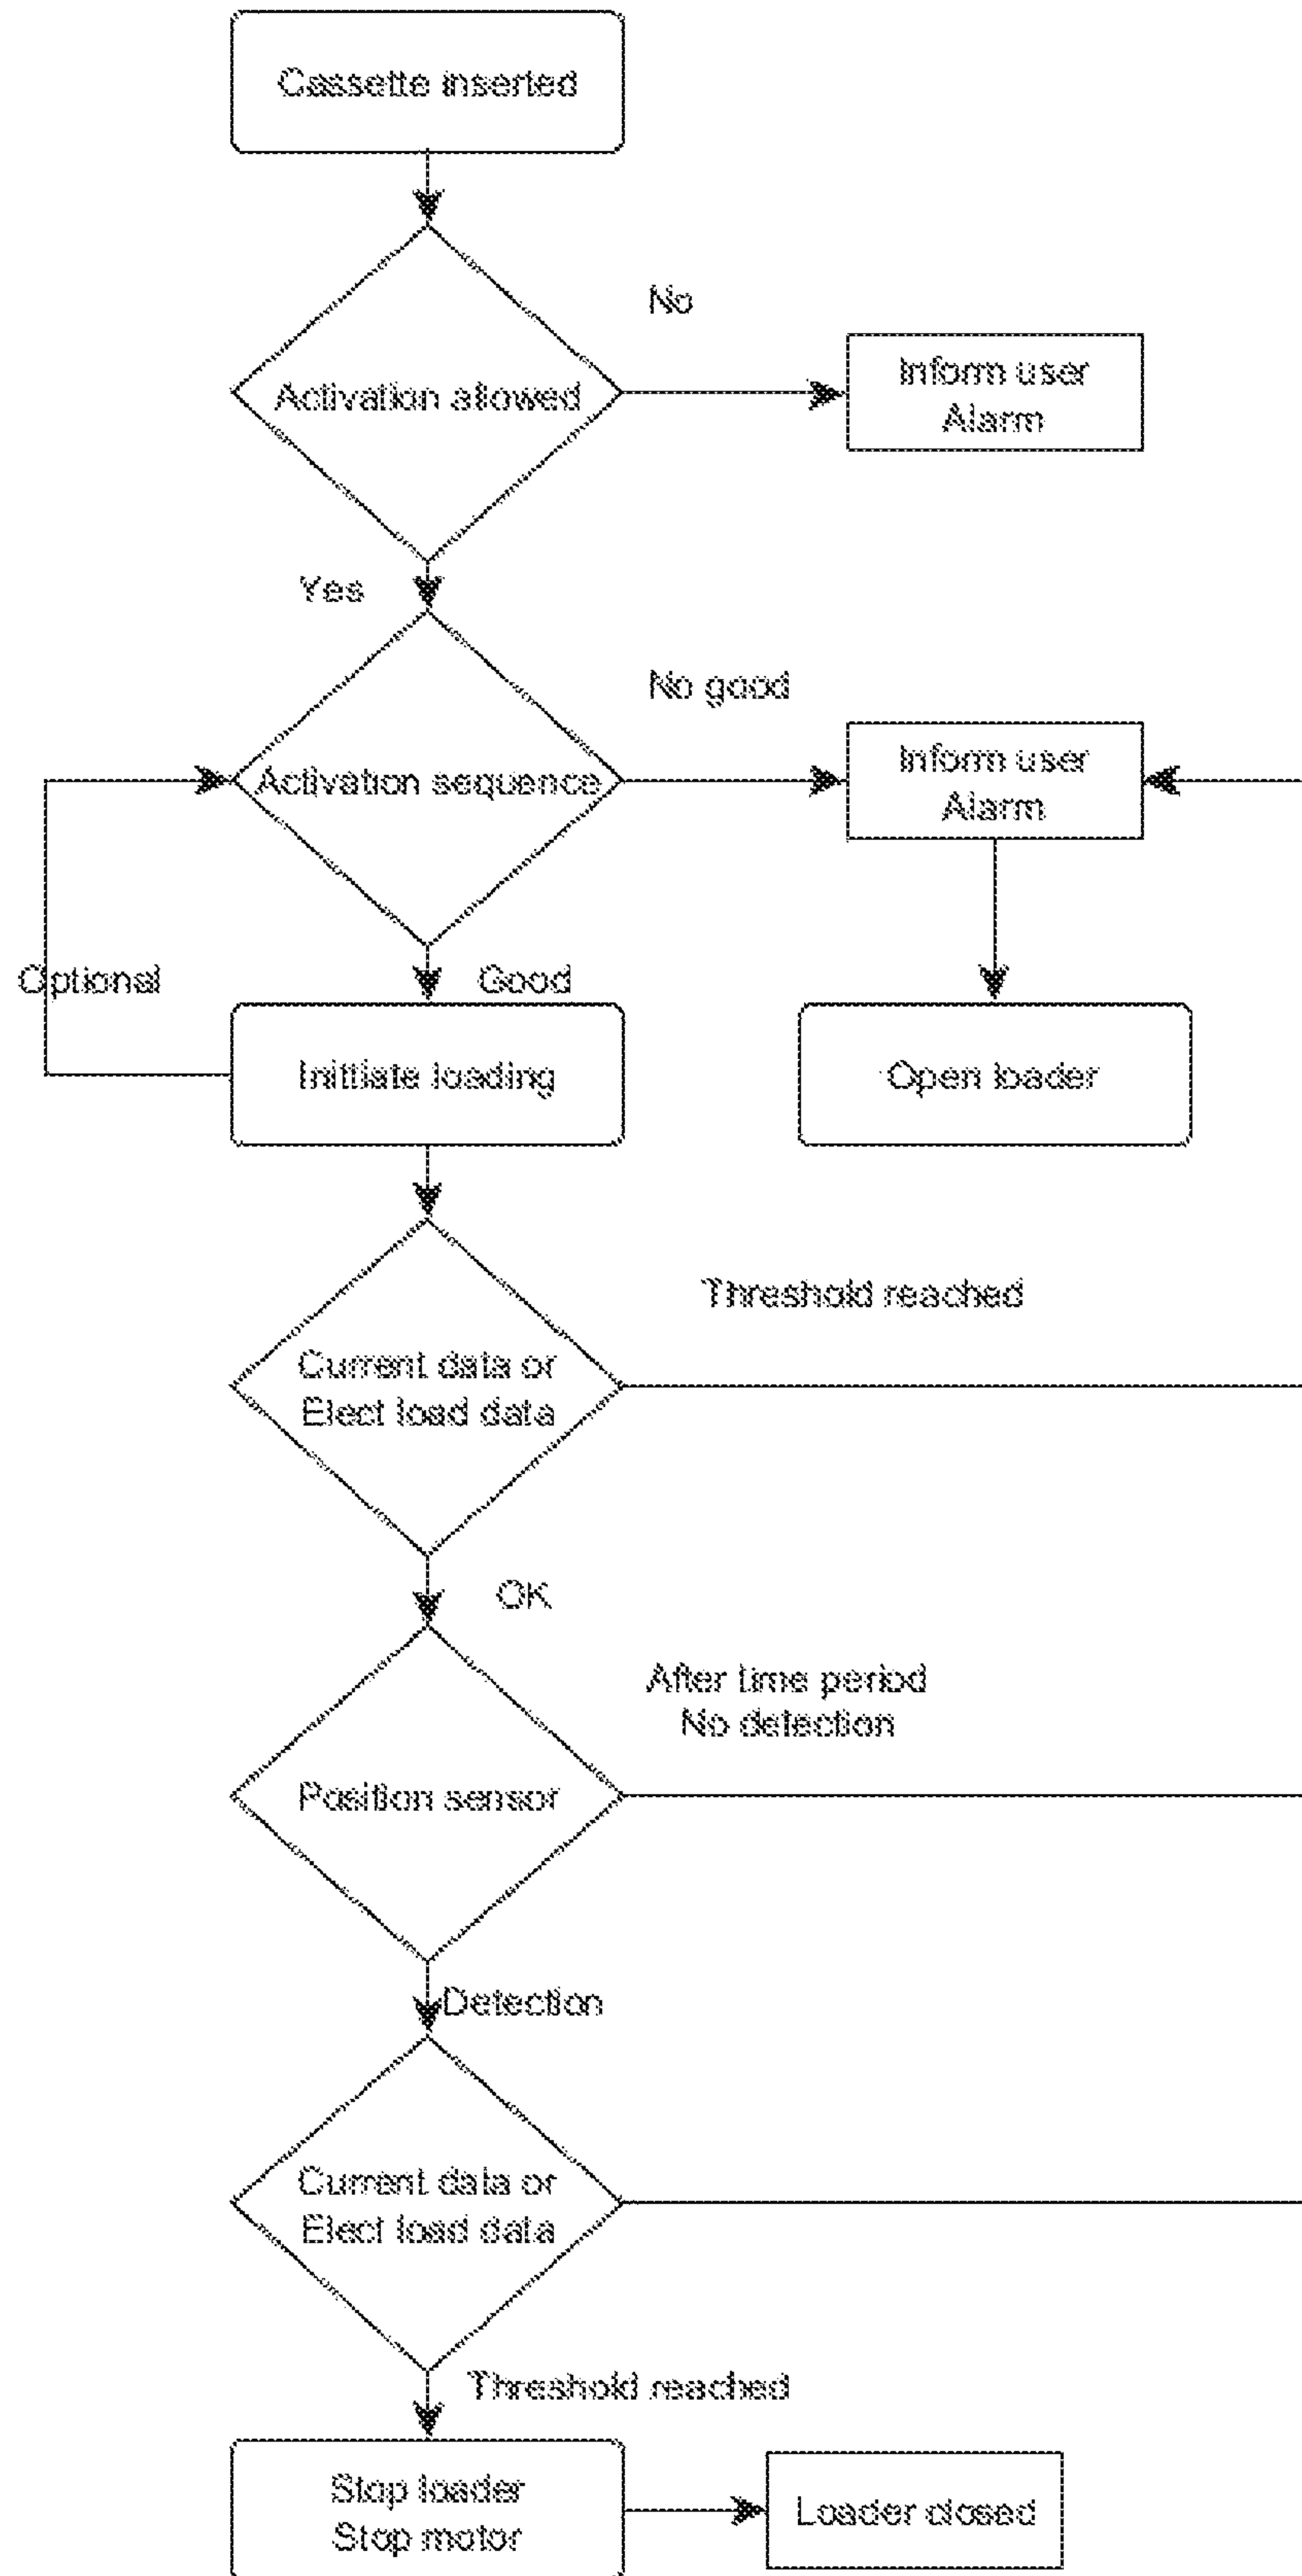 Cassette inserted
No
Activation allowed
Inform user
Alarm
Yes
No good
Activation sequence
Inform user
Alarm
Optional
Good
Inititiate loading
Open loader
Threshold reached
Current data or
Elect load data
OK
After time period
No detection
Position sensor
Detection
Current data or
Elect load data
Threshold reached
Stop loader
Stop motor
Loader closed